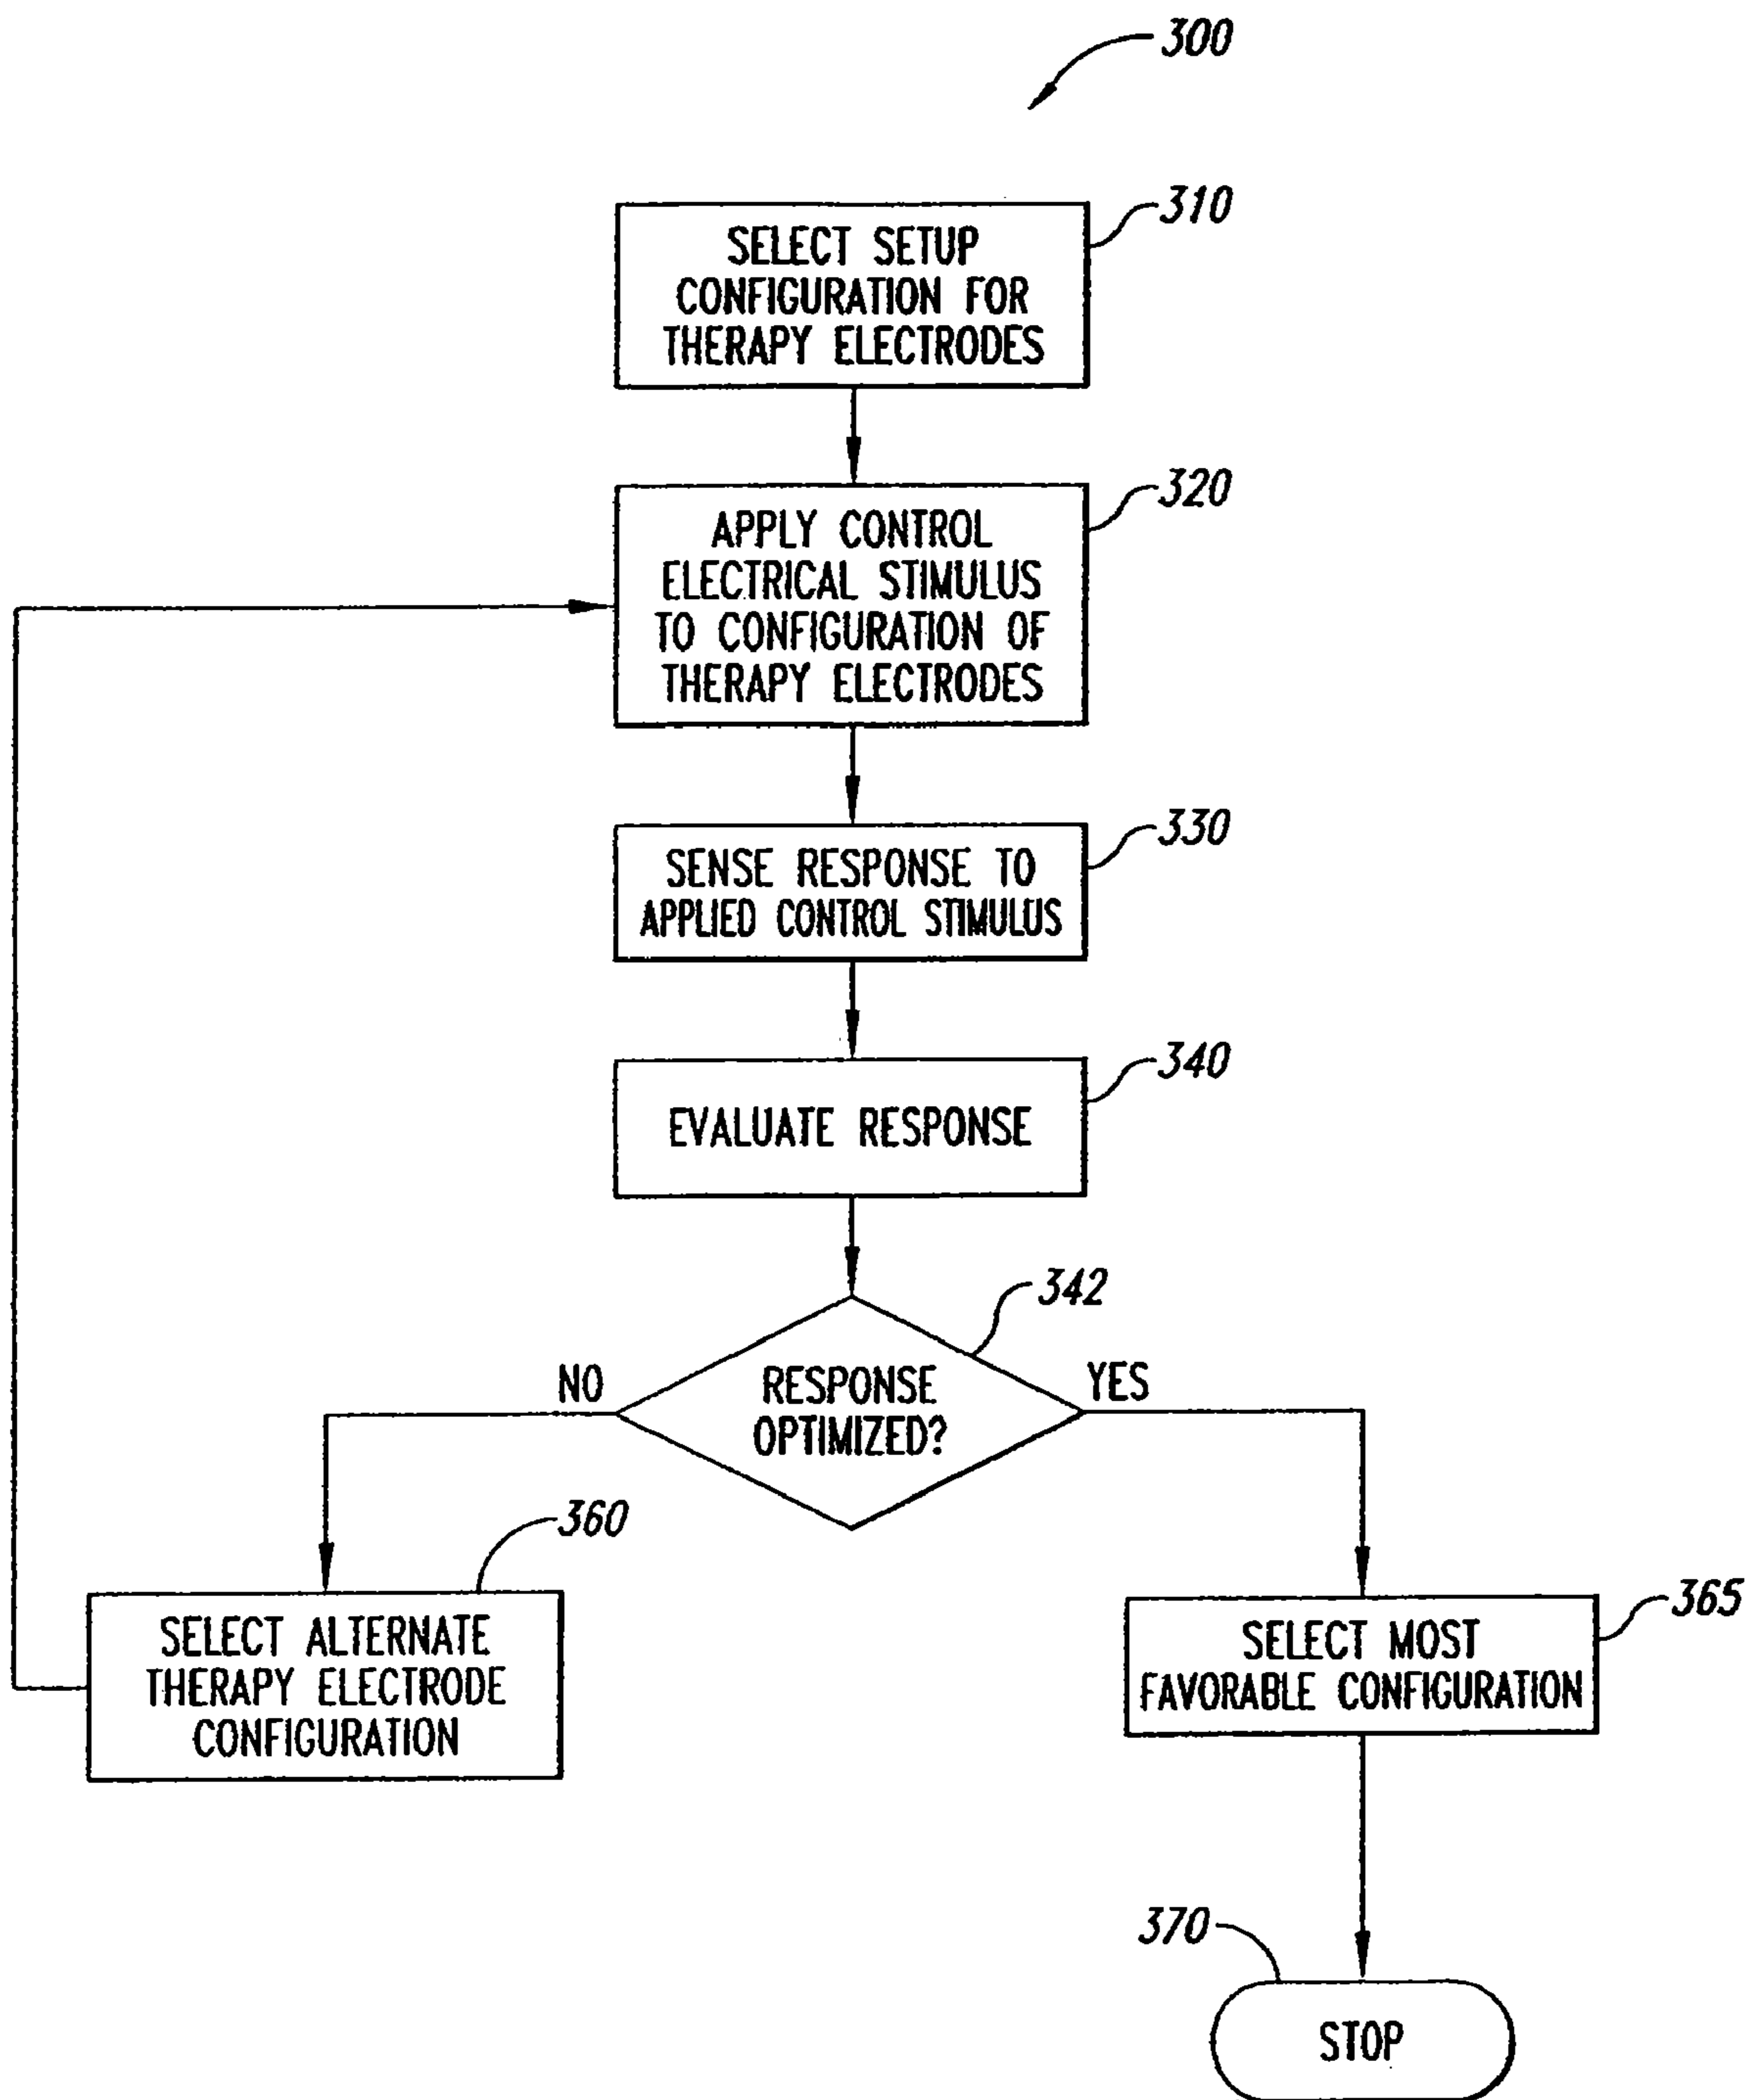 300
310
SELECT SETUP
CONFIGURATION FOR
THERAPY ELECTRODES
320
APPLY CONTROL
ELECTRICAL STIMULUS
TO CONFIGURATION OF
THERAPY ELECTRODES
330
SENSE RESPONSE TO
APPLIED CONTROL STIMULUS
340
EVALUATE RESPONSE
342
NO
RESPONSE
OPTIMIZED?
YES
360
SELECT ALTERNATE
THERAPY ELECTRODE
CONFIGURATION
365
SELECT MOST
FAVORABLE CONFIGURATION
370
STOP